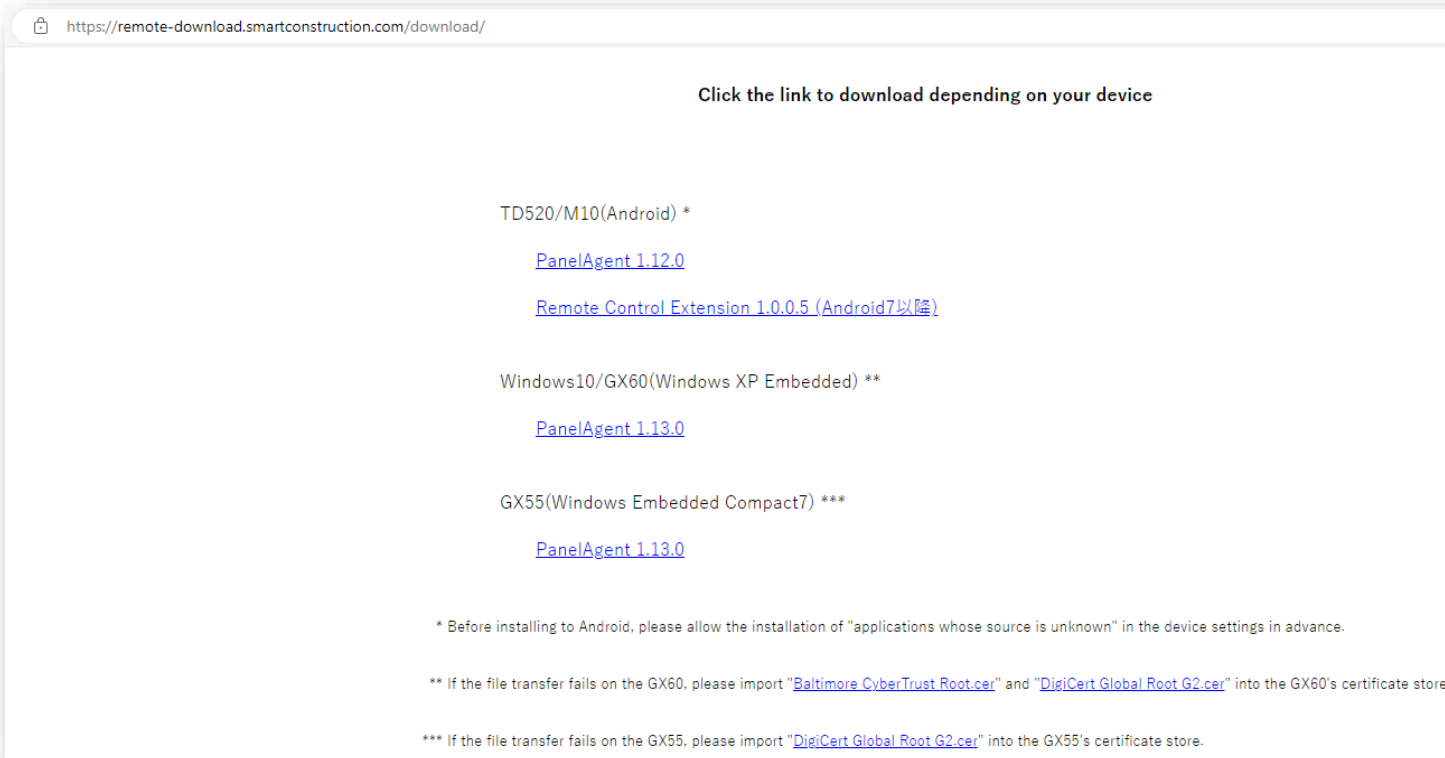 https://remote-download.smartconstruction.com/download/
Click the link to download depending on your device
TD520/M10(Android) *
PanelAgent 1.12.0
Remote Control Extension 1.0.0.5 (Android7以降)
Windows10/GX60(Windows XP Embedded) **
PanelAgent 1.13.0
GX55(Windows Embedded Compact7) ***
PanelAgent 1.13.0
* Before installing to Android, please allow the installation of "applications whose source is unknown" in the device settings in advance.
** If the file transfer fails on the GX60, please import "Baltimore CyberTrust Root.cer" and "DigiCert Global Root G2.cer" into the GX60's certificate store
*** If the file transfer fails on the GX55, please import "DigiCert Global Root G2.cer" into the GX55's certificate store.